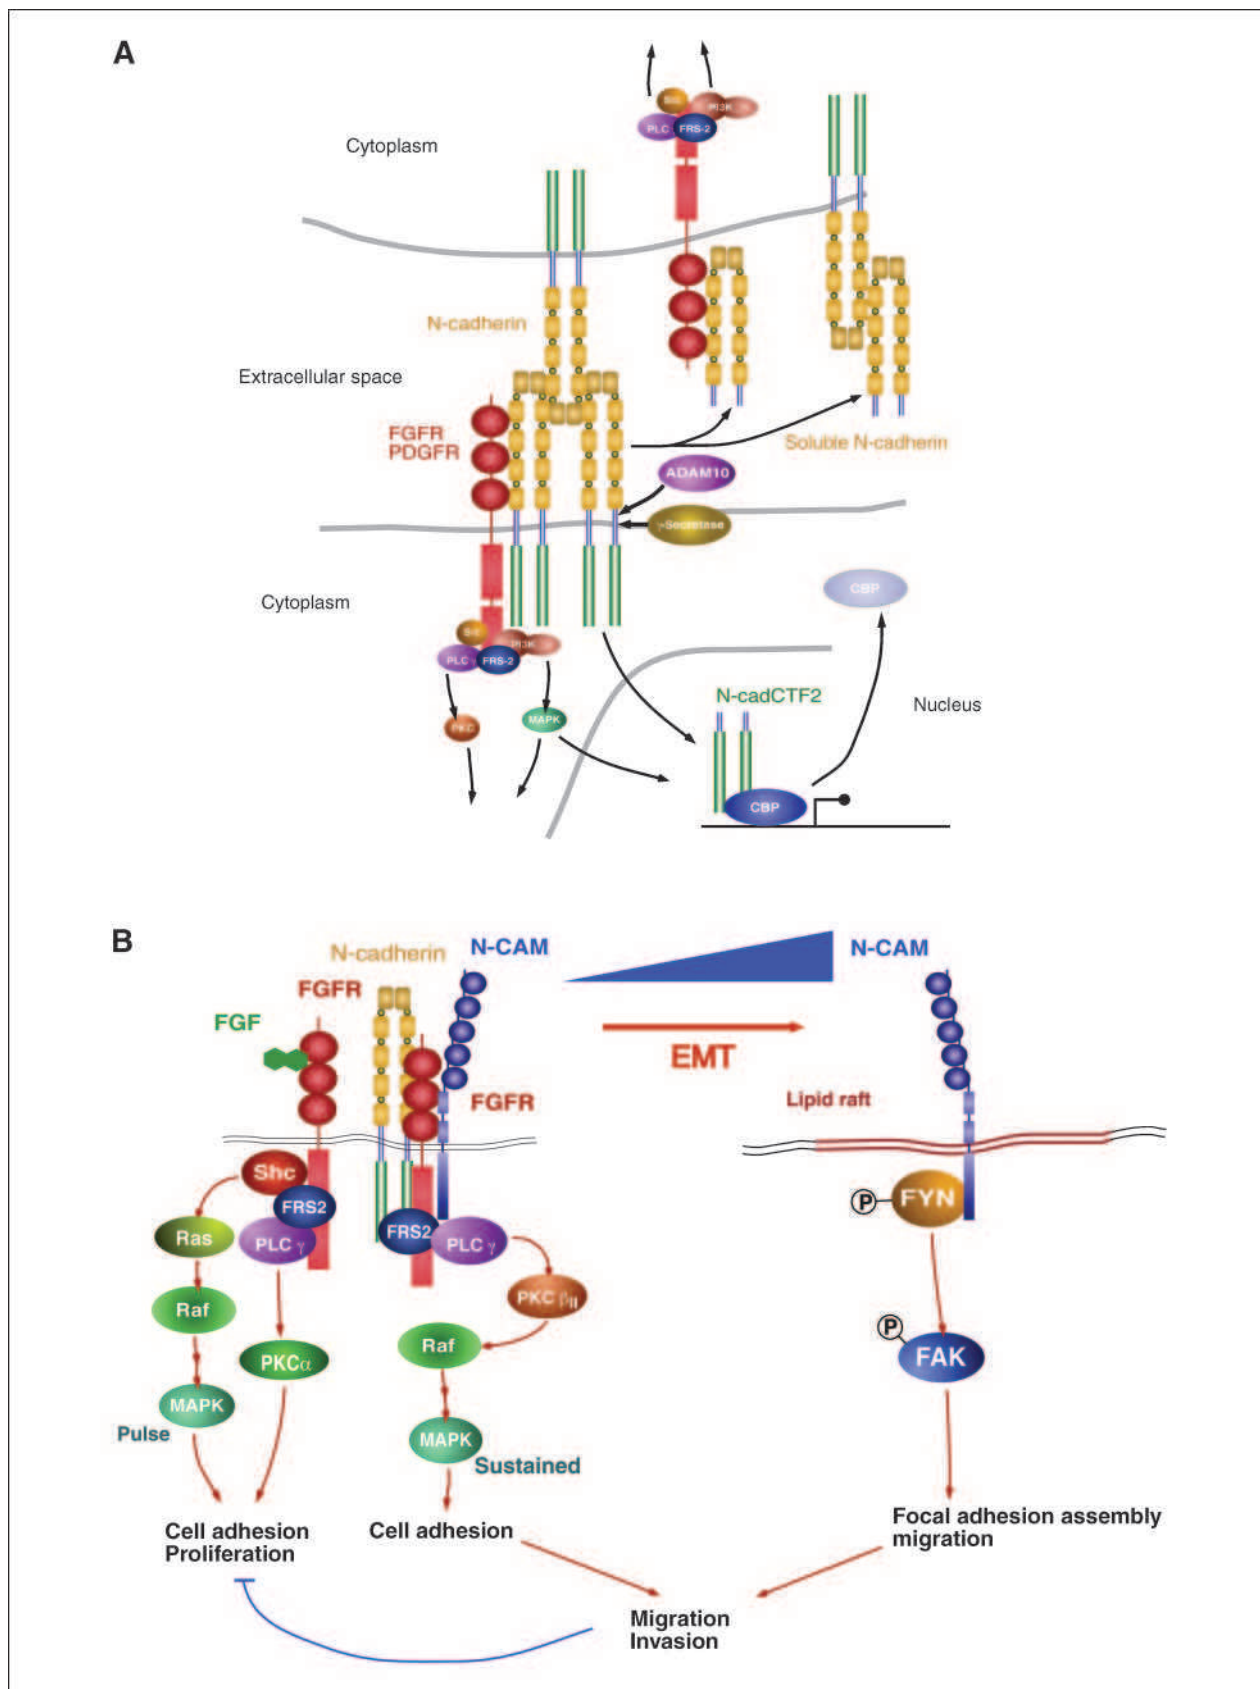 A
PI3K
PLC
FRS-2
Cytoplasm
N-cadherin
Extracellular space
FGFR
PDGFR
Soluble N-cadherin
ADAM10
γ-Secretase
CBP
Cytoplasm
PI3K
PLC γ
FRS-2
N-cadCTF2
Nucleus
PKC
MAPK
CBP
B
N-cadherin
N-CAM
N-CAM
FGFR
FGF
EMT
FGFR
Lipid raft
Shc
FRS2
P
FYN
Ras
PLC γ
FRS2
PLC γ
PKC βII
Raf
Raf
P
FAK
PKCα
MAPK
Pulse
MAPK
Sustained
Cell adhesion
Proliferation
Cell adhesion
Focal adhesion assembly
migration
Migration
Invasion